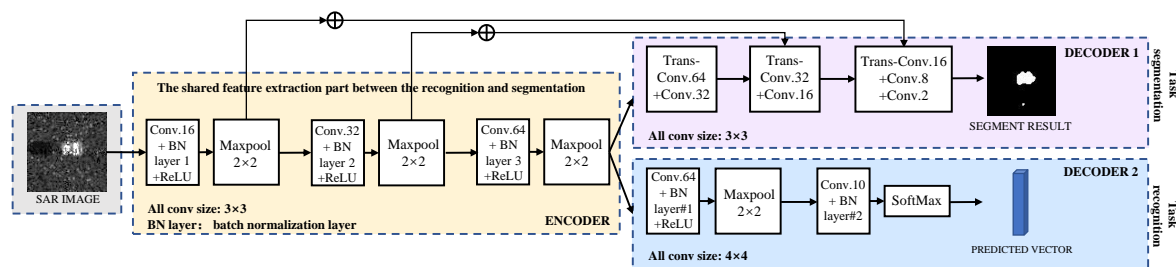 SAR IMAGE
The shared feature extraction part between the recognition and segmentation
Conv.16
+ BN
layer 1
+ReLU
Maxpool
2×2
Conv.32
+ BN
layer 2
+ReLU
Maxpool
2×2
Conv.64
+ BN
layer 3
+ReLU
Maxpool
2×2
All conv size: 3×3
BN layer: batch normalization layer
ENCODER
DECODER 1
Trans-
Conv.64
+Conv.32
Trans-
Conv.32
+Conv.16
Trans-Conv.16
+Conv.8
+Conv.2
SEGMENT RESULT
All conv size: 3×3
Task
segmentation
DECODER 2
Conv.64
+ BN
layer#1
+ReLU
Maxpool
2×2
Conv.10
+ BN
layer#2
SoftMax
PREDICTED VECTOR
All conv size: 4×4
Task
recognition